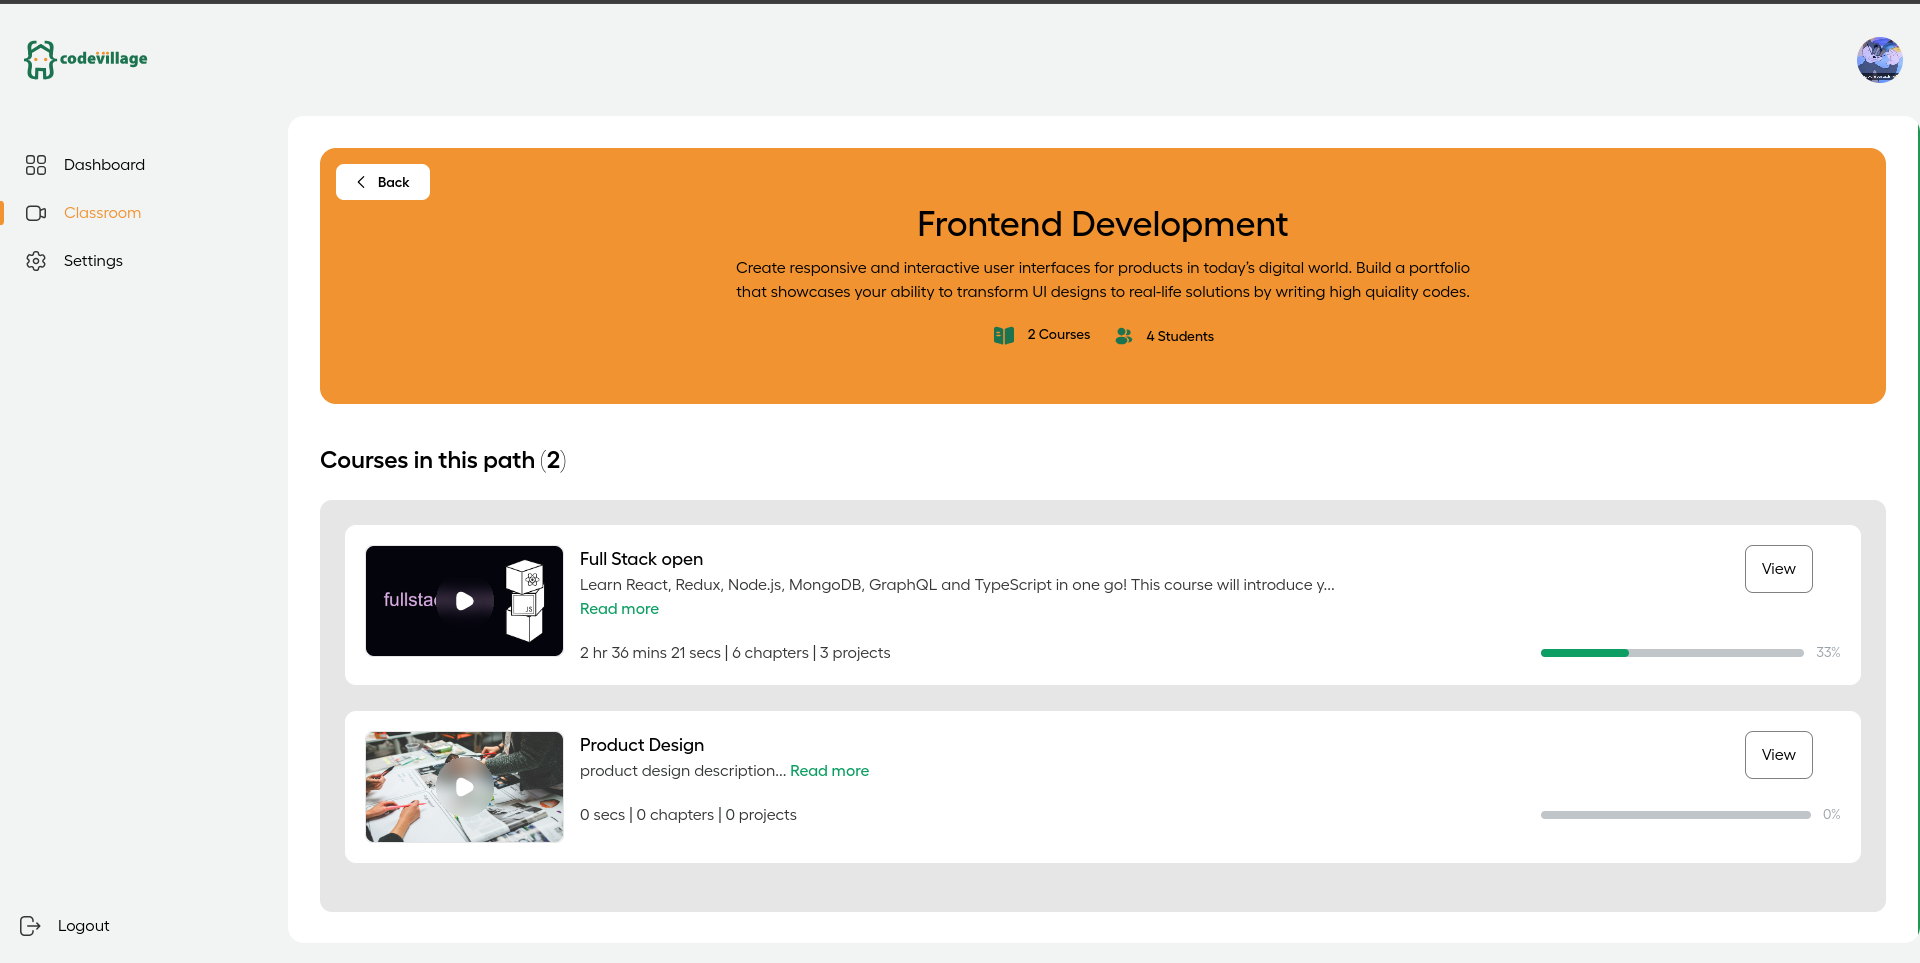 codevillage
Dashboard
Classroom
Settings
Logout
Back
Frontend Development
Create responsive and interactive user interfaces for products in today's digital world. Build a portfolio
that showcases your ability to transform UI designs to real-life solutions by writing high quiality codes.
2 Courses
4 Students
Courses in this path (2)
fullstac
JS
Full Stack open
Learn React, Redux, Node.js, MongoDB, GraphQL and TypeScript in one go! This course will introduce y...
Read more
2 hr 36 mins 21 secs | 6 chapters | 3 projects
View
33%
Product Design
product design description... Read more
0 secs | 0 chapters | 0 projects
View
0%